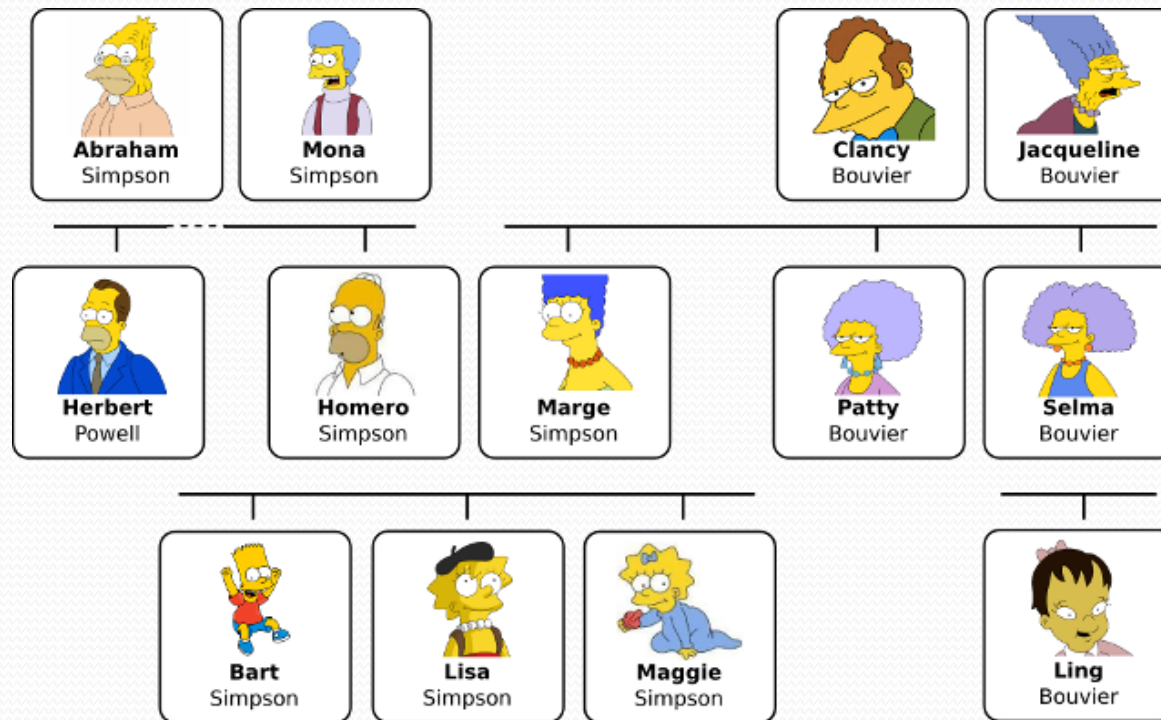 Abraham
Simpson
Mona
Simpson
Clancy
Bouvier
Jacqueline
Bouvier
Herbert
Powell
Homero
Simpson
Marge
Simpson
Patty
Bouvier
Selma
Bouvier
Bart
Simpson
Lisa
Simpson
Maggie
Simpson
Ling
Bouvier